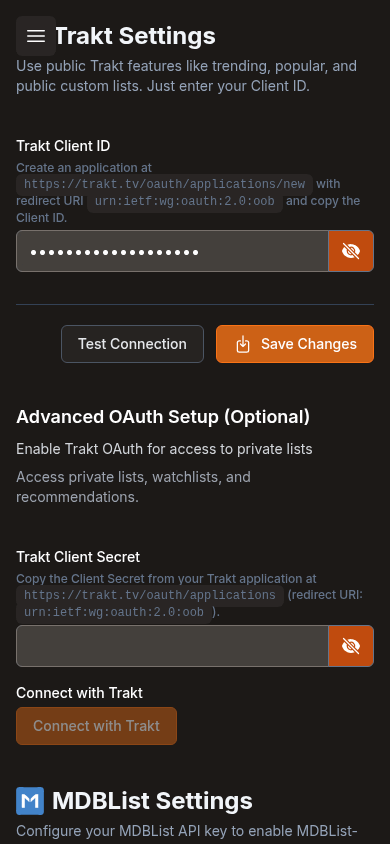 Trakt Settings
Use public Trakt features like trending, popular, and
public custom lists. Just enter your Client ID.
Trakt Client ID
Create an application at
https://trakt.tv/oauth/applications/new with
redirect URI urn:ietf:wg:oauth:2.0:oob and copy the
Client ID.
•••••••••••••••••••
Test Connection
Save Changes
Advanced OAuth Setup (Optional)
Enable Trakt OAuth for access to private lists
Access private lists, watchlists, and
recommendations.
Trakt Client Secret
Copy the Client Secret from your Trakt application at
https://trakt.tv/oauth/applications (redirect URI:
urn:ietf:wg:oauth:2.0:oob ).
Connect with Trakt
Connect with Trakt
M MDBList Settings
Configure your MDBList API key to enable MDBList-